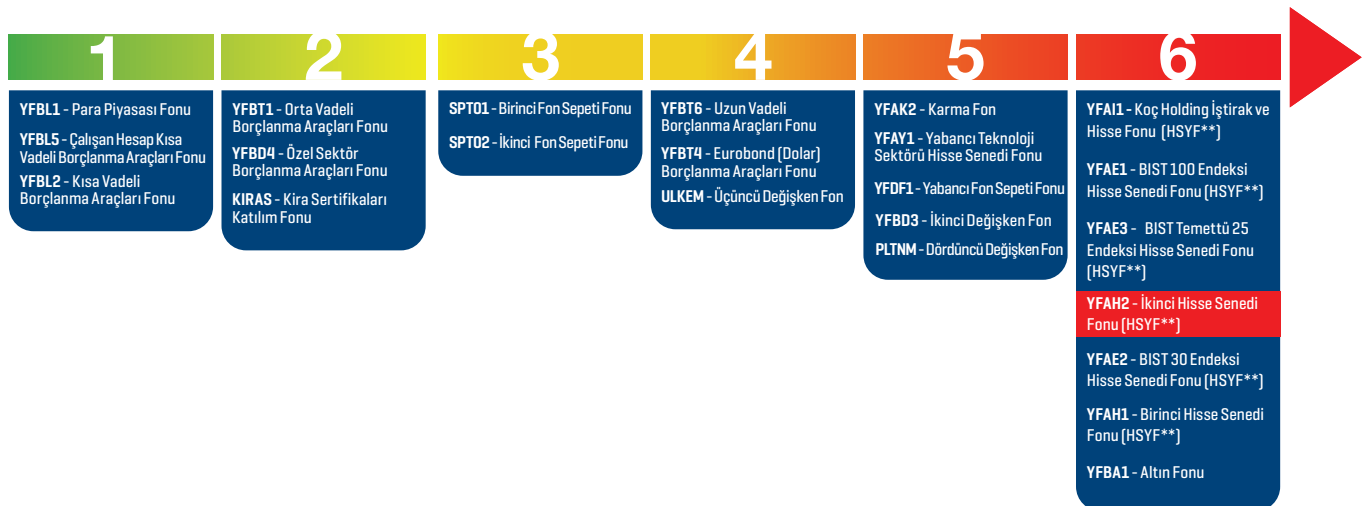 1
YFBL1 - Para Piyasası Fonu
YFBL5 - Çalışan Hesap Kısa
Vadeli Borçlanma Araçları Fonu
YFBL2 - Kısa Vadeli
Borçlanma Araçları Fonu
2
YFBT1 - Orta Vadeli
Borçlanma Araçları Fonu
YFBD4 - Özel Sektör
Borçlanma Araçları Fonu
KIRAS - Kira Sertifikaları
Katılım Fonu
3
SPT01 - Birinci Fon Sepeti Fonu
SPT02 - İkinci Fon Sepeti Fonu
4
YFBT6 - Uzun Vadeli
Borçlanma Araçları Fonu
YFBT4 - Eurobond (Dolar)
Borçlanma Araçları Fonu
ULKEM - Üçüncü Değişken Fon
5
YFAK2 - Karma Fon
YFAY1 - Yabancı Teknoloji
Sektörü Hisse Senedi Fonu
YFDF1 - Yabancı Fon Sepeti Fonu
YFBD3 - İkinci Değişken Fon
PLTNM - Dördüncü Değişken Fon
6
YFAI1 - Koç Holding İştirak ve
Hisse Fonu (HSYF**)
YFAE1 - BIST 100 Endeksi
Hisse Senedi Fonu (HSYF**)
YFAE3 - BIST Temettü 25
Endeksi Hisse Senedi Fonu
(HSYF**)
YFAH2 - İkinci Hisse Senedi
Fonu (HSYF**)
YFAE2 - BIST 30 Endeksi
Hisse Senedi Fonu (HSYF**)
YFAH1 - Birinci Hisse Senedi
Fonu (HSYF**)
YFBA1 - Altın Fonu